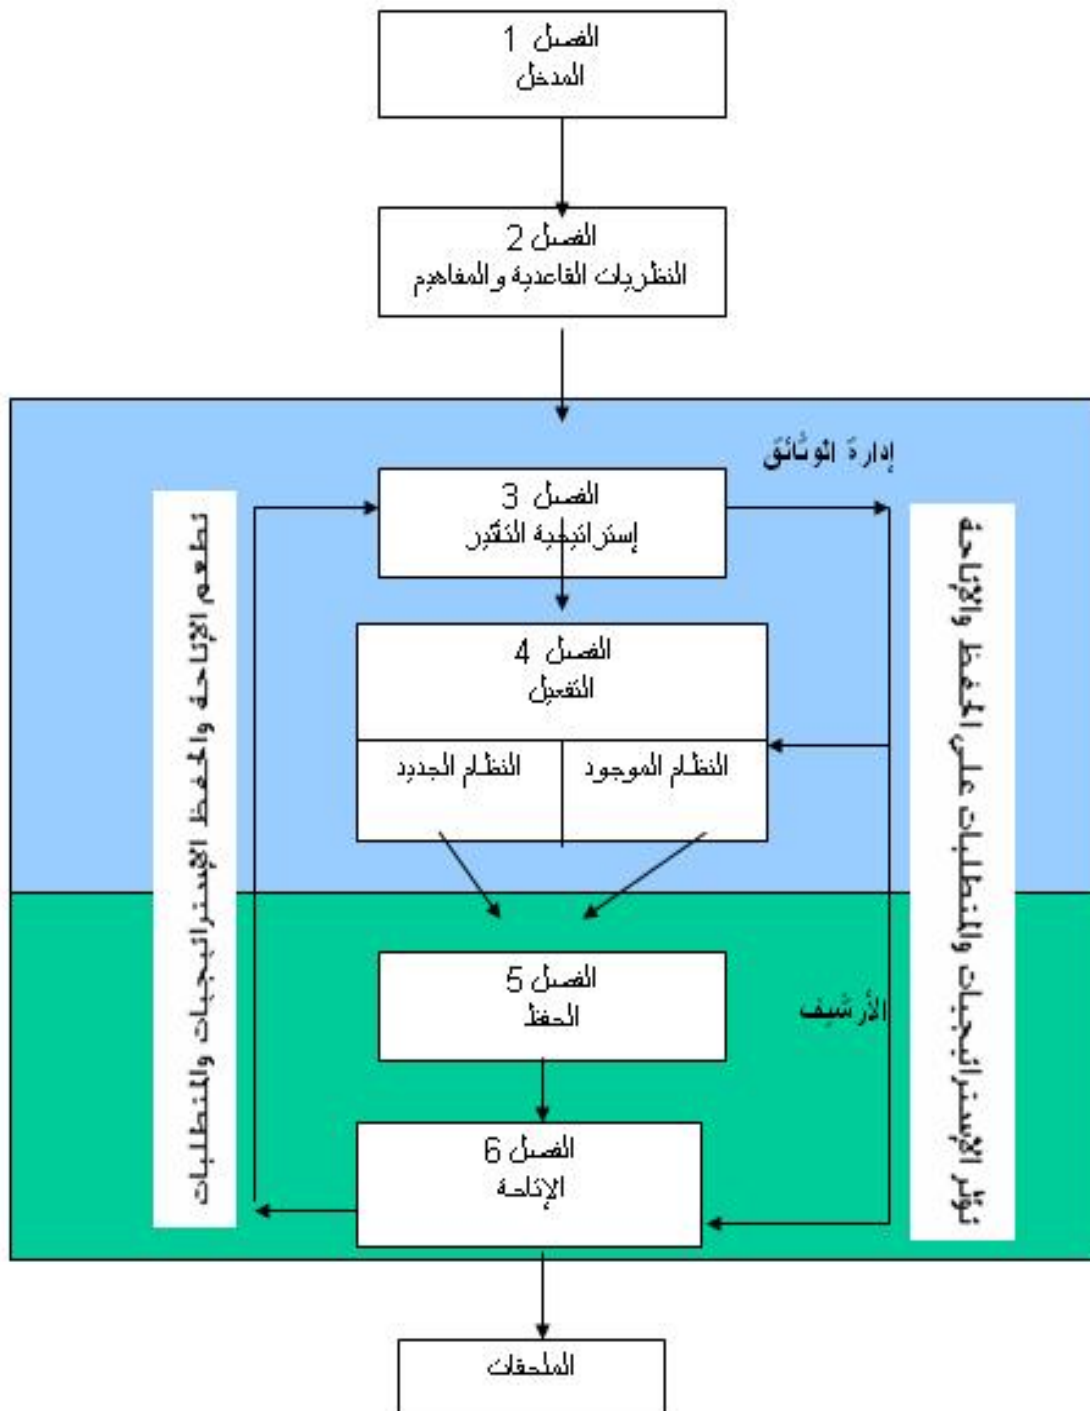 الفصل 1
المدخل
الفصل 2
النظريات القاعدية والمفاهيم
إدارة الوثائق
الفصل 3
إستراتيجية التأثير
الفصل 4
التفعيل
النظام الموجود
النظام الجديد
تؤثر الإستراتيجيات والمتطلبات على الحفظ والإتاحة
تطعم الإتاحة والحفظ الإستراتيجيات والمتطلبات
الأرشيف
الفصل 5
الحفظ
الفصل 6
الإتاحة
الملحقات